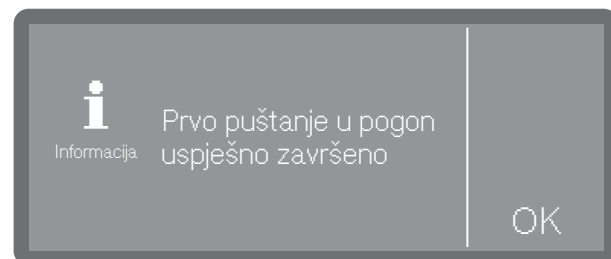 i
Informacija
Prvo puštanje u pogon
uspješno završeno
OK